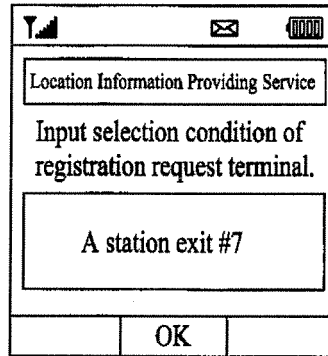 Location Information Providing Service
Input selection condition of
registration request terminal.
A station exit #7
OK